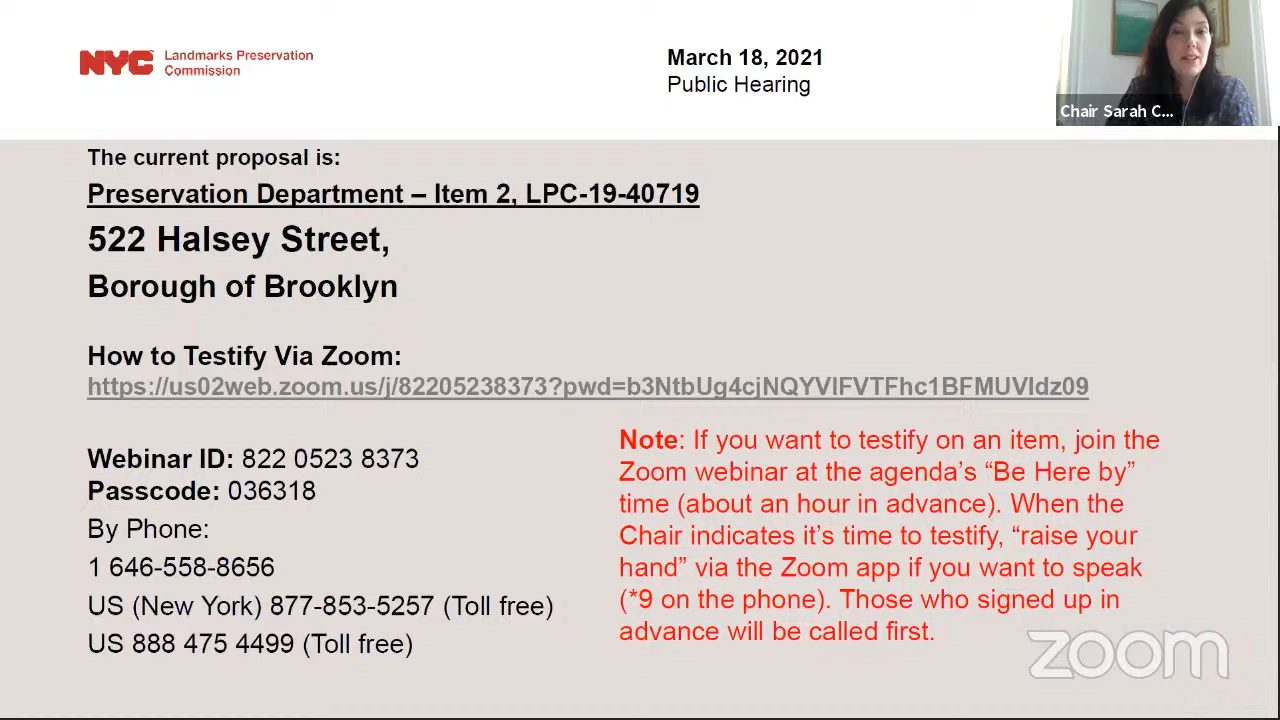 NYC Landmarks Preservation
Commission
March 18, 2021
Public Hearing
Chair Sarah C...
The current proposal is:
Preservation Department – Item 2, LPC-19-40719
522 Halsey Street,
Borough of Brooklyn
How to Testify Via Zoom:
https://us02web.zoom.us/j/82205238373?pwd=b3NtbUg4cjNQYVlFVTFhc1BFMUVIdz09
Webinar ID: 822 0523 8373
Passcode: 036318
By Phone:
1 646-558-8656
US (New York) 877-853-5257 (Toll free)
US 888 475 4499 (Toll free)
Note: If you want to testify on an item, join the
Zoom webinar at the agenda’s “Be Here by”
time (about an hour in advance). When the
Chair indicates it’s time to testify, “raise your
hand” via the Zoom app if you want to speak
(*9 on the phone). Those who signed up in
advance will be called first.
zoom